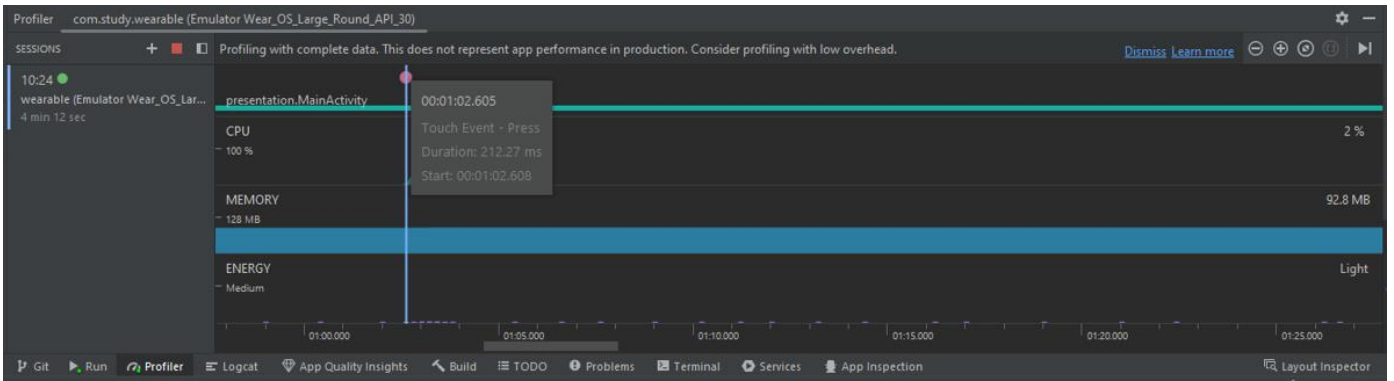 Profiler com.study.wearable (Emulator Wear_OS_Large_Round_API_30)
SESSIONS
Profiling with complete data. This does not represent app performance in production. Consider profiling with low overhead. Dismiss Learn more
10:24
wearable (Emulator Wear_OS_Lar...
4 min 12 sec
presentation.MainActivity
00:01:02.605
Touch Event - Press
Duration: 212.27 ms
Start: 00:01:02.608
CPU 2 %
100 %
MEMORY 92.8 MB
128 MB
ENERGY Light
Medium
01:00.000 01:05.000 01:10.000 01:15.000 01:20.000 01:25.000
Git Run Profiler Logcat App Quality Insights Build TODO Problems Terminal Services App Inspection Layout Inspector